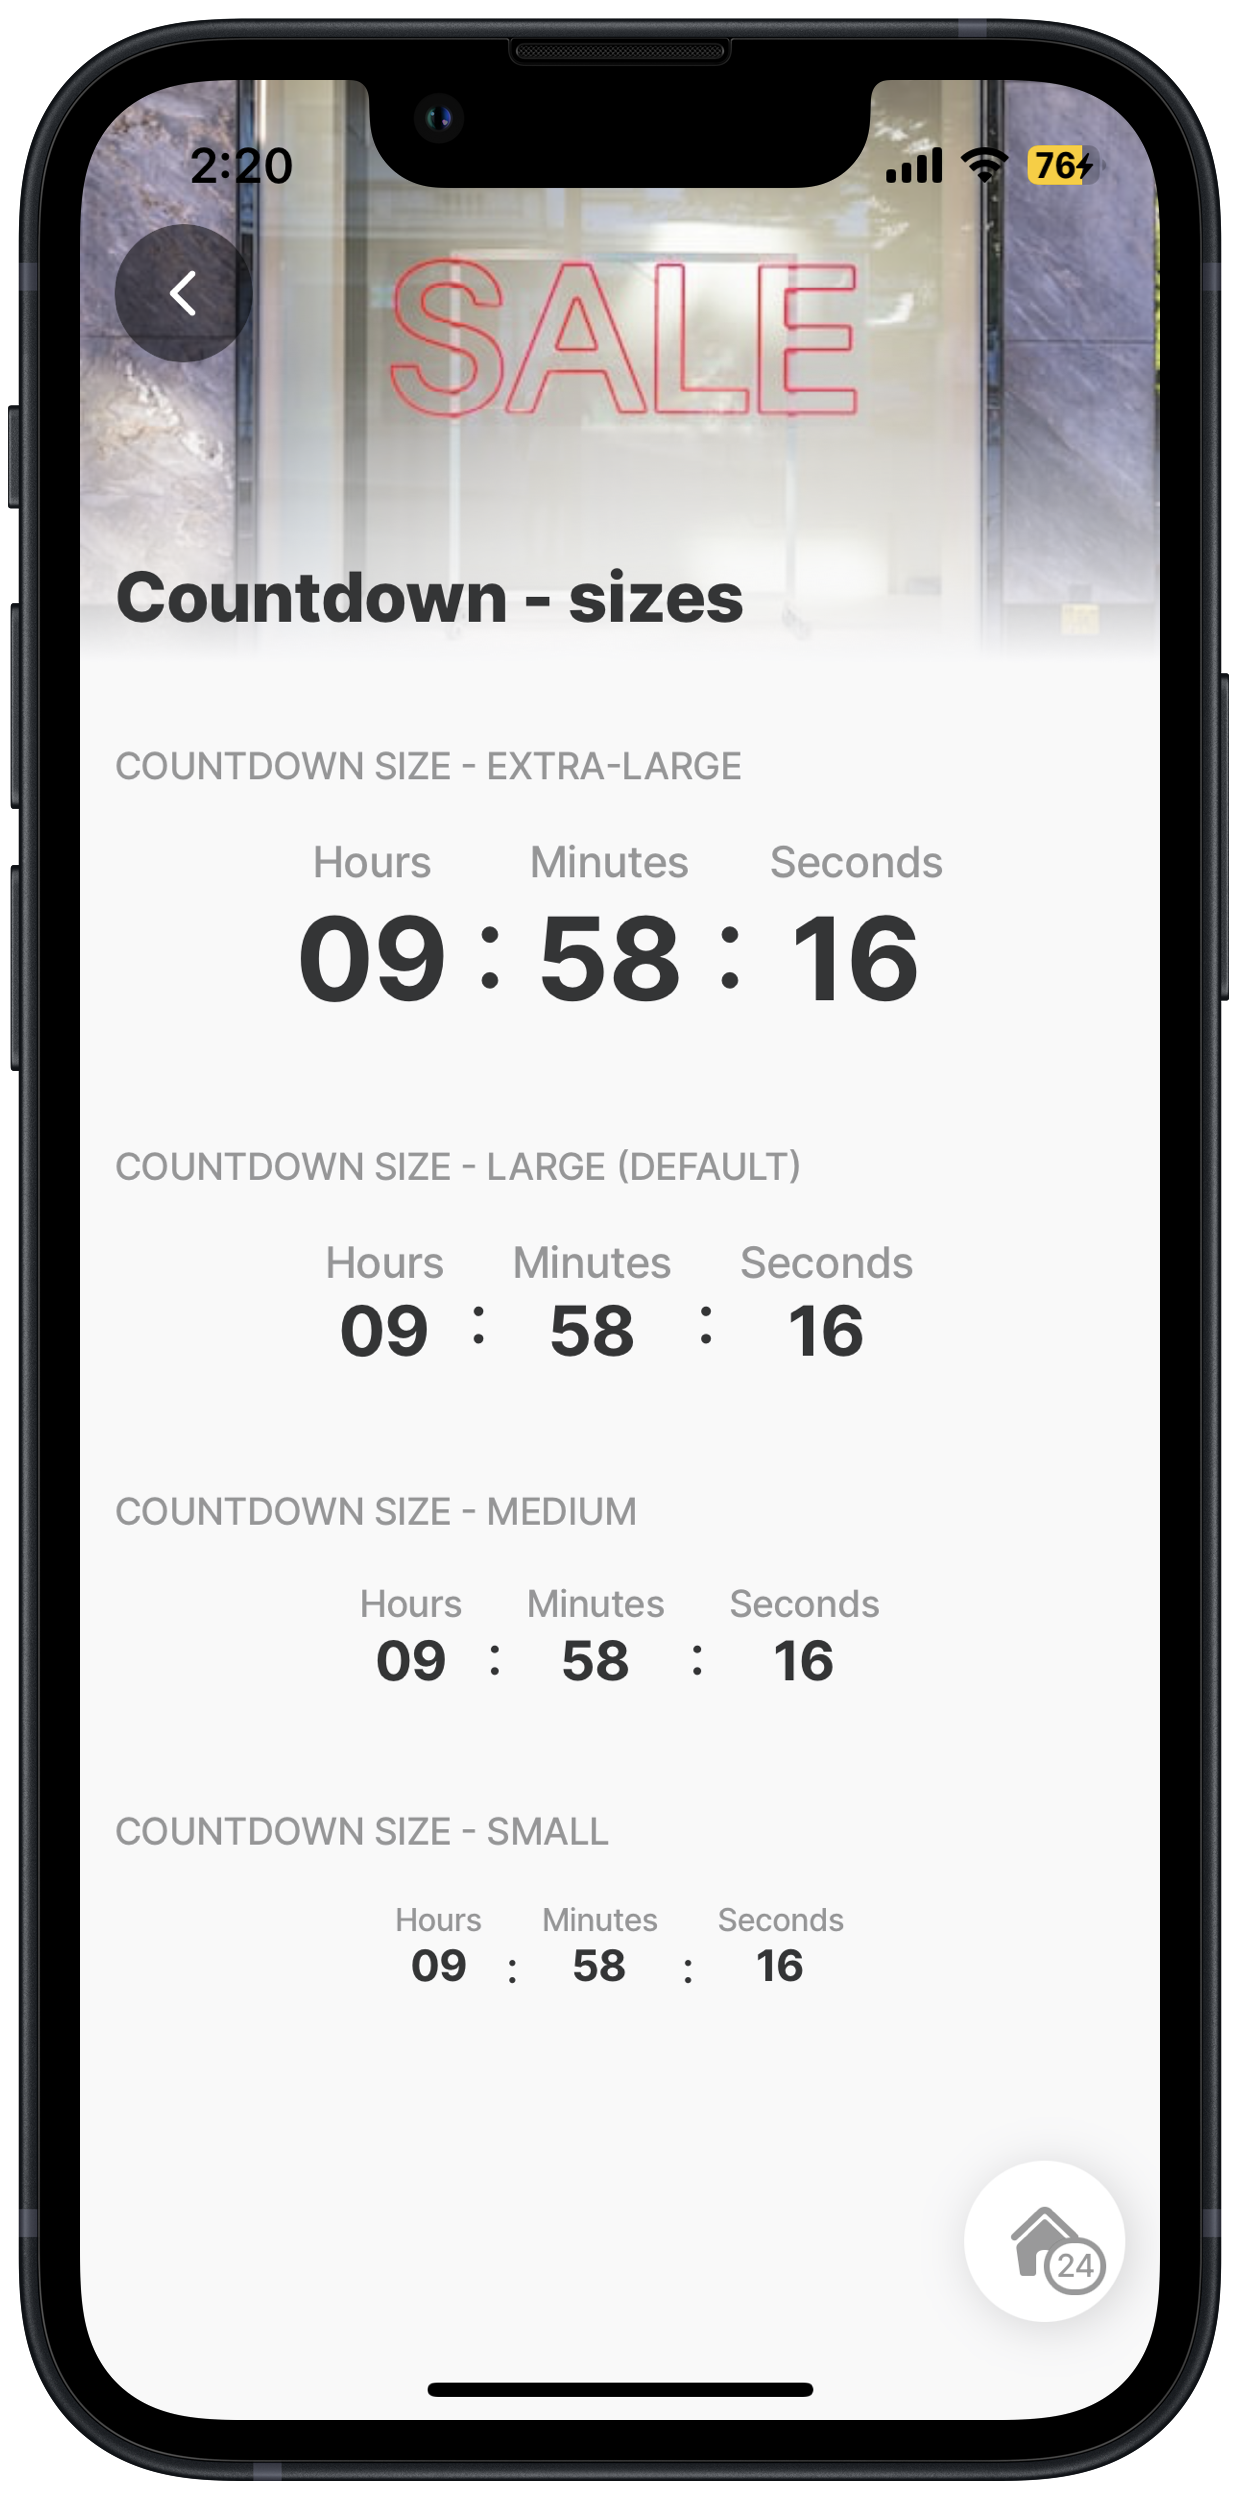 2:20
76
SALE
Countdown - sizes
COUNTDOWN SIZE - EXTRA-LARGE
Hours Minutes Seconds
09 : 58 : 16
COUNTDOWN SIZE - LARGE (DEFAULT)
Hours Minutes Seconds
09 : 58 : 16
COUNTDOWN SIZE - MEDIUM
Hours Minutes Seconds
09 : 58 : 16
COUNTDOWN SIZE - SMALL
Hours Minutes Seconds
09 : 58 : 16
24